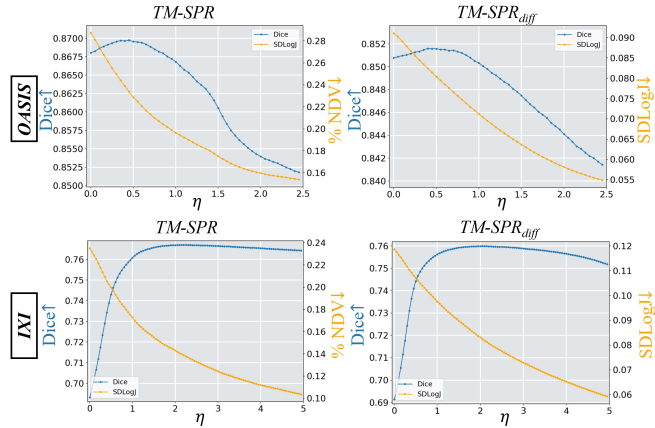 TM-SPR
TM-SPR_diff
OASIS
Dice↑
0.8700
0.8675
0.8650
0.8625
0.8600
0.8575
0.8550
0.8525
0.8500
Dice
SDLogJ
0.28
0.26
0.24
0.22
0.20
0.18
0.16
% NDV↓
0.0 0.5 1.0 1.5 2.0 2.5
η
Dice↑
0.852
0.850
0.848
0.846
0.844
0.842
0.840
Dice
SDLogJ
0.090
0.085
0.080
0.075
0.070
0.065
0.060
0.055
SDLogJ↓
0.0 0.5 1.0 1.5 2.0 2.5
η
TM-SPR
TM-SPR_diff
IXI
Dice↑
0.76
0.75
0.74
0.73
0.72
0.71
0.70
Dice
SDLogJ
0.24
0.22
0.20
0.18
0.16
0.14
0.12
0.10
% NDV↓
0 1 2 3 4 5
η
Dice↑
0.76
0.75
0.74
0.73
0.72
0.71
0.70
0.69
Dice
SDLogJ
0.12
0.11
0.10
0.09
0.08
0.07
0.06
SDLogJ↓
0 1 2 3 4 5
η